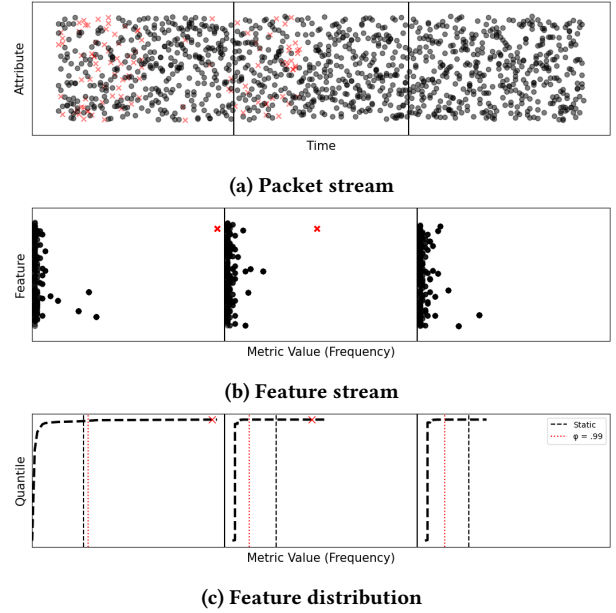 Attribute
Time
(a) Packet stream
Feature
Metric Value (Frequency)
(b) Feature stream
Quantile
Static
φ = .99
Metric Value (Frequency)
(c) Feature distribution